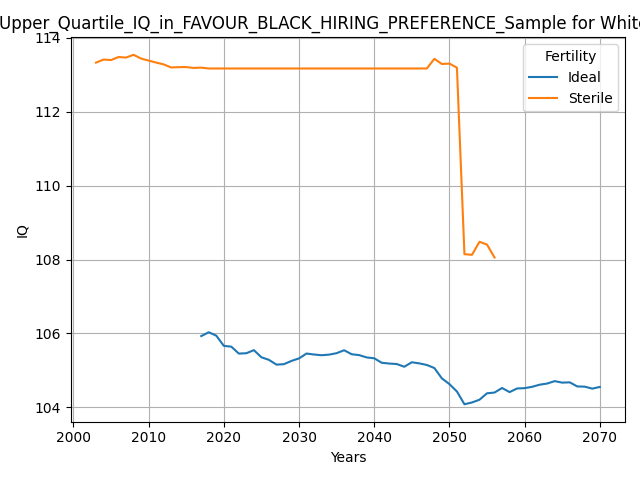 Upper_Quartile_IQ_in_FAVOUR_BLACK_HIRING_PREFERENCE_Sample for White
114
112
110
108
106
104
IQ
Fertility
Ideal
Sterile
2000 2010 2020 2030 2040 2050 2060 2070
Years